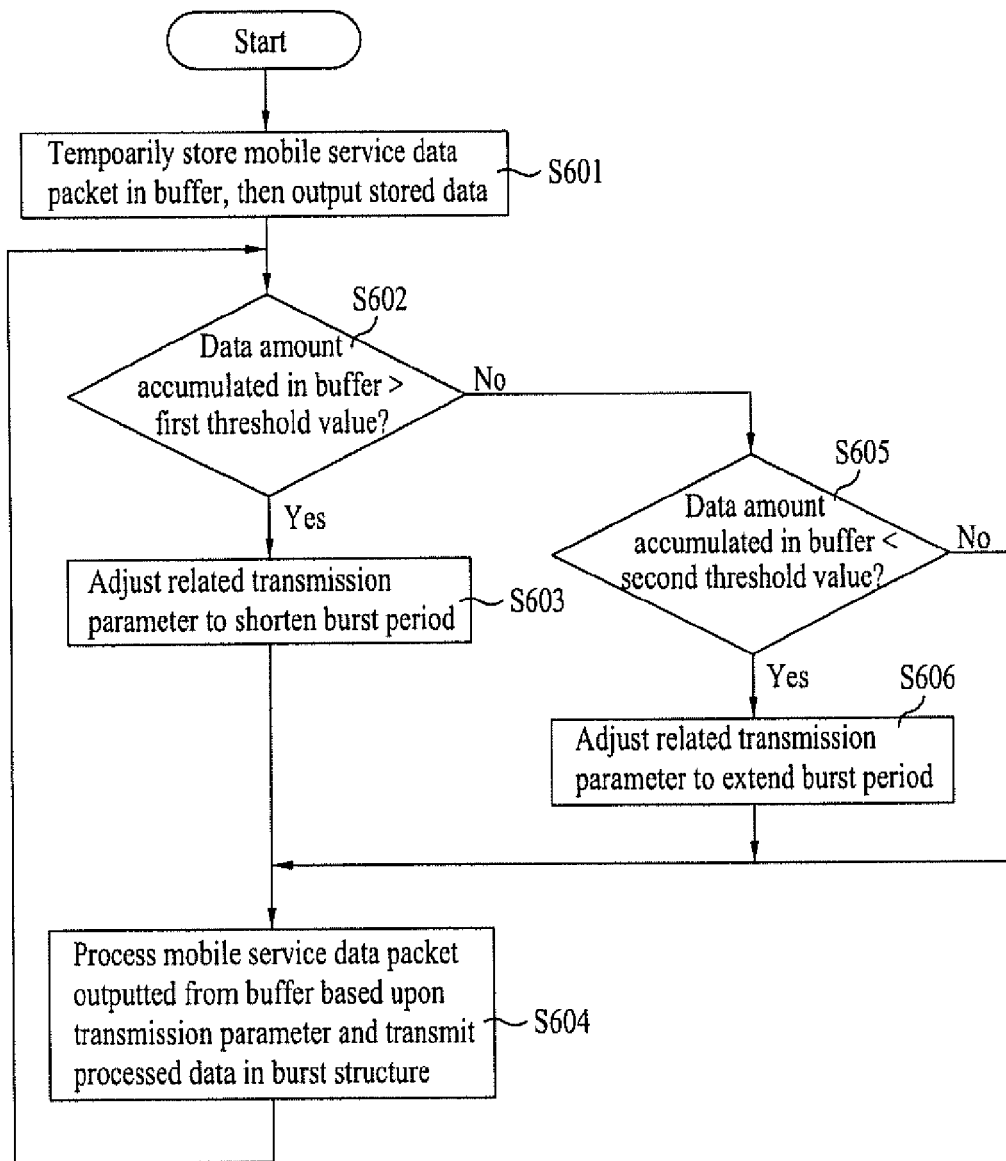 Start
Tempoarily store mobile service data
packet in buffer, then output stored data
S601
S602
Data amount
accumulated in buffer >
first threshold value?
No
Yes
S605
Data amount
accumulated in buffer <
second threshold value?
No
Yes
Adjust related transmission
parameter to shorten burst period
S603
S606
Adjust related transmission
parameter to extend burst period
Process mobile service data packet
outputted from buffer based upon
transmission parameter and transmit
processed data in burst structure
S604